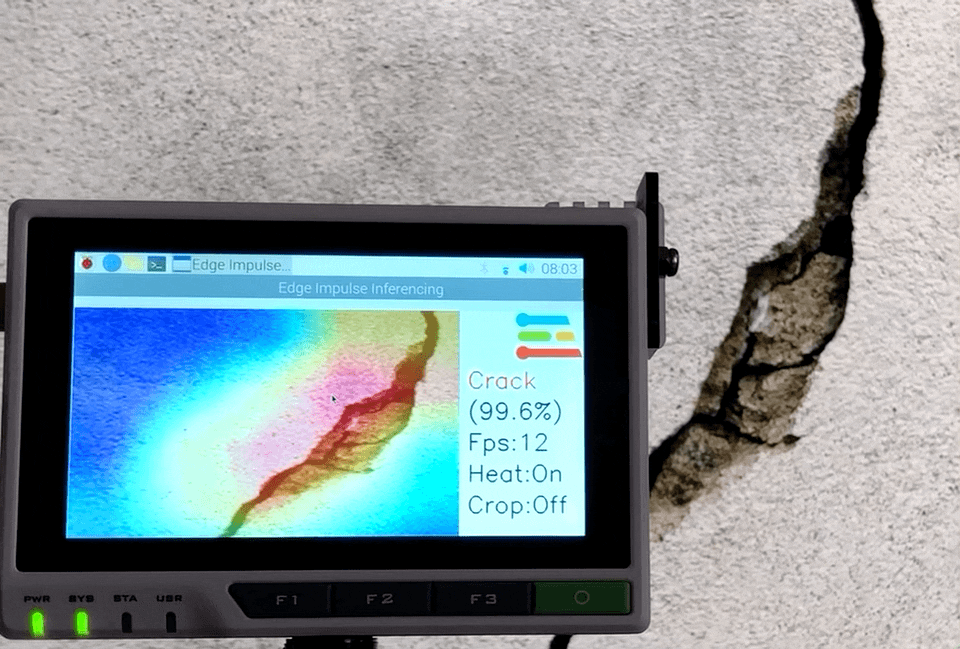 Edge Impulse...
08:03
Edge Impulse Inferencing
Crack
(99.6%)
Fps:12
Heat:On
Crop:Off
PWR SYS STA USR
F1 F2 F3